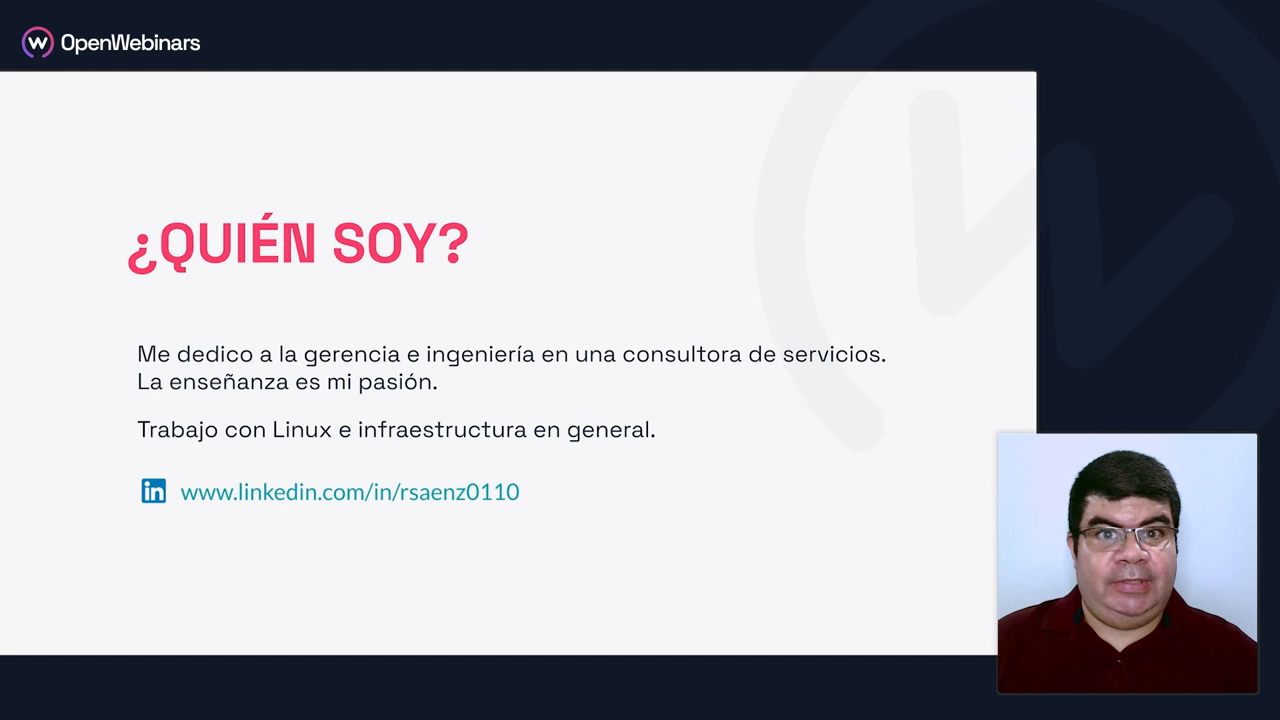 OpenWebinars
¿QUIÉN SOY?
Me dedico a la gerencia e ingeniería en una consultora de servicios.
La enseñanza es mi pasión.
Trabajo con Linux e infraestructura en general.
www.linkedin.com/in/rsaenz0110